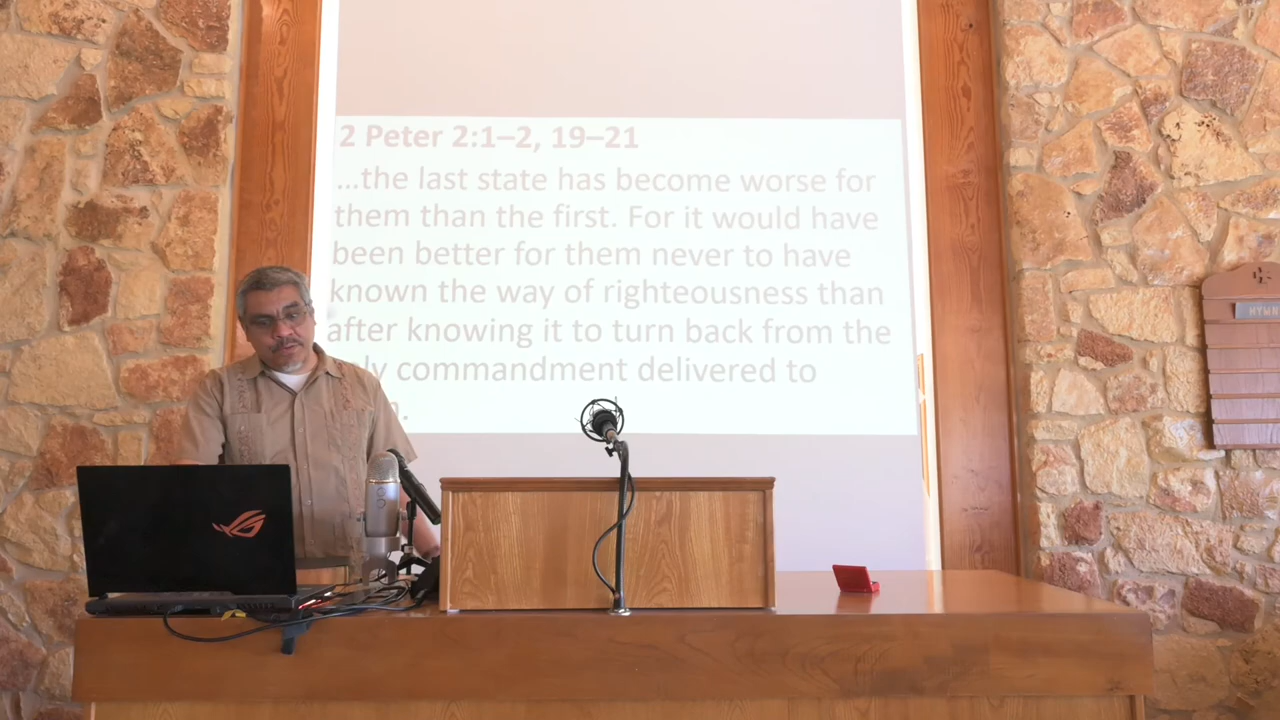 2 Peter 2:1–2, 19–21
...the last state has become worse for
them than the first. For it would have
been better for them never to have
known the way of righteousness than
after knowing it to turn back from the
commandment delivered to
HYMN